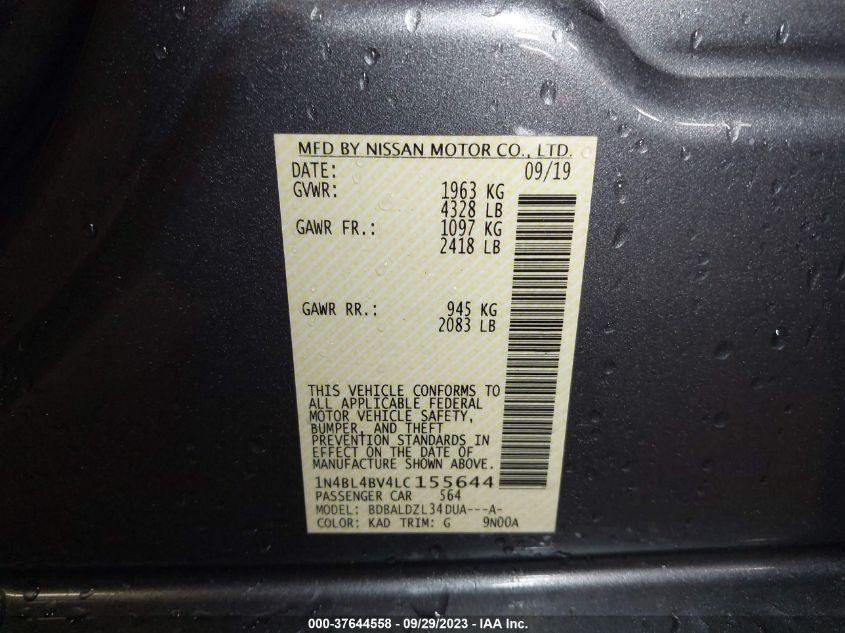 MFD BY NISSAN MOTOR CO., LTD.
DATE: 09/19
GVWR: 1963 KG
4328 LB
GAWR FR.: 1097 KG
2418 LB
GAWR RR.: 945 KG
2083 LB
THIS VEHICLE CONFORMS TO
ALL APPLICABLE FEDERAL
MOTOR VEHICLE SAFETY,
BUMPER, AND THEFT
PREVENTION STANDARDS IN
EFFECT ON THE DATE OF
MANUFACTURE SHOWN ABOVE.
1N4BL4BV4LC155644
PASSENGER CAR 564
MODEL: BDBALDZL34DUA---A-
COLOR: KAD TRIM: G 9N00A
000-37644558 - 09/29/2023 - IAA Inc.